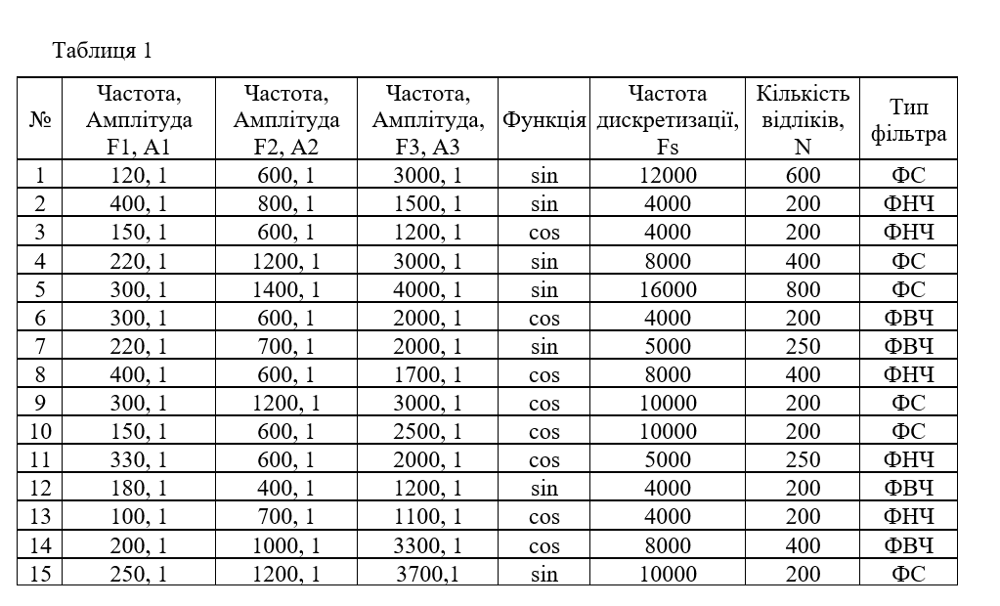 Таблиця 1
№ Частота, Амплітуда F1, A1 Частота, Амплітуда F2, A2 Частота, Амплітуда, F3, A3 Функція Частота дискретизації, Fs Кількість відліків, N Тип фільтра
1 120, 1 600, 1 3000, 1 sin 12000 600 ФС
2 400, 1 800, 1 1500, 1 sin 4000 200 ФНЧ
3 150, 1 600, 1 1200, 1 cos 4000 200 ФНЧ
4 220, 1 1200, 1 3000, 1 sin 8000 400 ФС
5 300, 1 1400, 1 4000, 1 sin 16000 800 ФС
6 300, 1 600, 1 2000, 1 cos 4000 200 ФВЧ
7 220, 1 700, 1 2000, 1 sin 5000 250 ФВЧ
8 400, 1 600, 1 1700, 1 cos 8000 400 ФНЧ
9 300, 1 1200, 1 3000, 1 cos 10000 200 ФС
10 150, 1 600, 1 2500, 1 cos 10000 200 ФС
11 330, 1 600, 1 2000, 1 cos 5000 250 ФНЧ
12 180, 1 400, 1 1200, 1 sin 4000 200 ФВЧ
13 100, 1 700, 1 1100, 1 cos 4000 200 ФНЧ
14 200, 1 1000, 1 3300, 1 cos 8000 400 ФВЧ
15 250, 1 1200, 1 3700,1 sin 10000 200 ФС